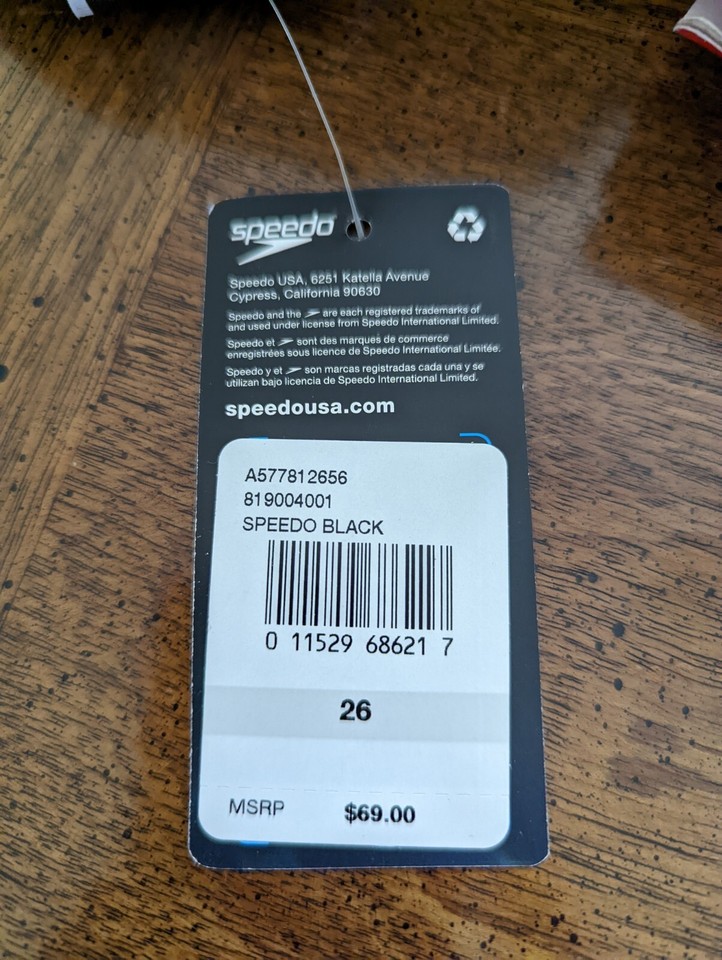 speedo
Speedo USA, 6251 Katella Avenue
Cypress, California 90630
Speedo and the are each registered trademarks of
and used under license from Speedo International Limited.
Speedo et sont des marques de commerce
enregistrées sous licence de Speedo International Limitée.
Speedo y et son marcas registradas cada una y se
utilizan bajo licencia de Speedo International Limited.
speedousa.com
A577812656
819004001
SPEEDO BLACK
0 11529 68621 7
26
MSRP $69.00